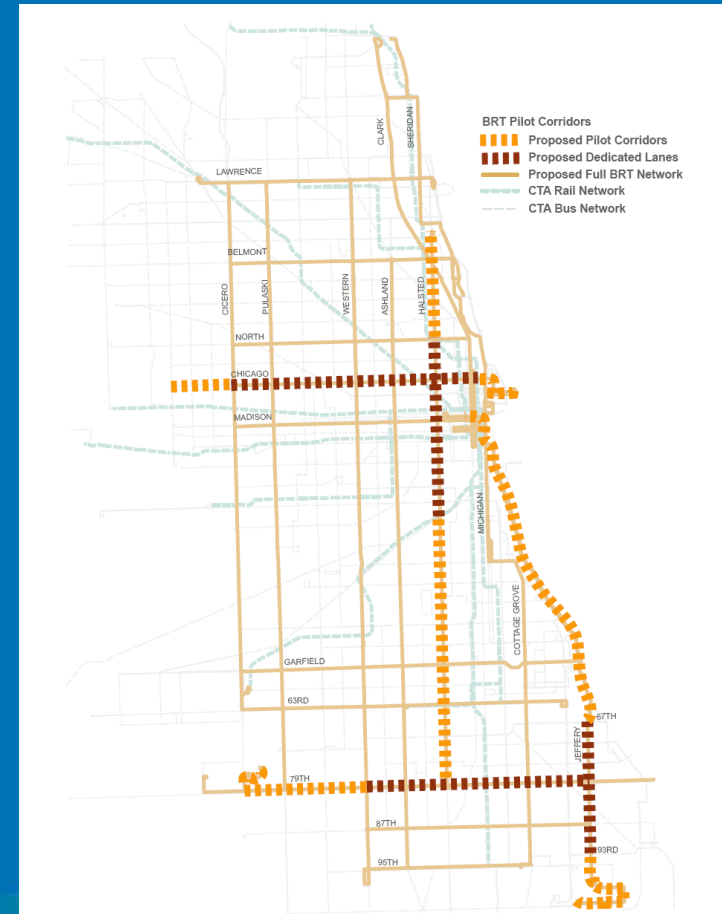 BRT Pilot Corridors
Proposed Pilot Corridors
Proposed Dedicated Lanes
Proposed Full BRT Network
CTA Rail Network
CTA Bus Network
CLARK
SHERIDAN
LAWRENCE
BELMONT
CICERO
PULASKI
WESTERN
ASHLAND
HALSTED
NORTH
CHICAGO
MADISON
MICHIGAN
COTTAGE GROVE
GARFIELD
63RD
67TH
JEFFERY
79TH
87TH
93RD
95TH